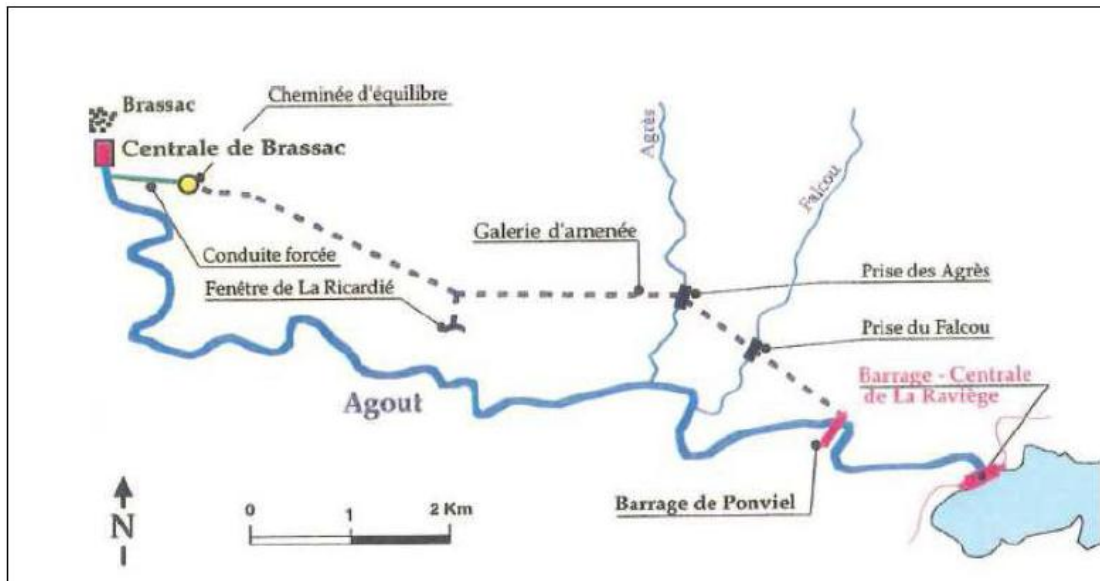 Cheminée d'équilibre
Brassac
Centrale de Brassac
Agrès
Falcou
Galerie d'amenée
Conduite forcée
Prise des Agrès
Fenêtre de La Ricardié
Prise du Falcou
Barrage - Centrale
de La Raviège
Agout
Barrage de Ponviel
N
0 1 2 Km